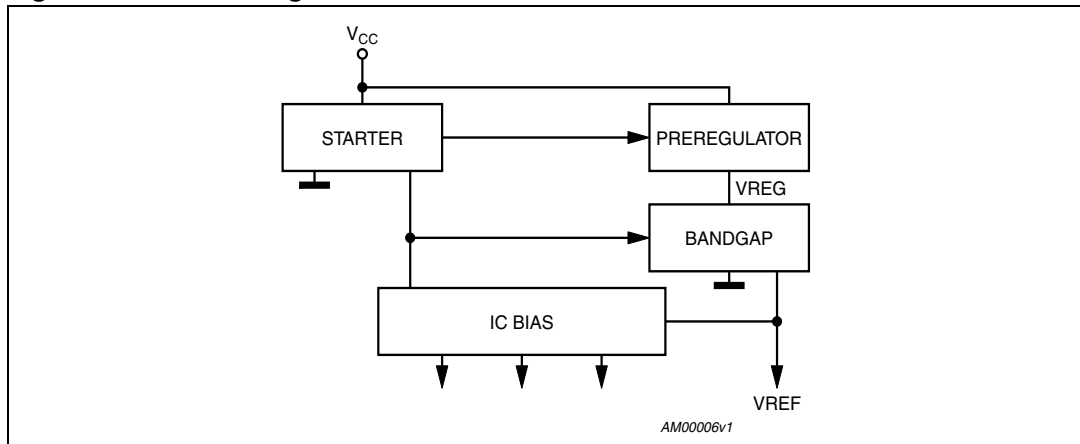 VCC
STARTER
PREREGULATOR
VREG
BANDGAP
IC BIAS
VREF
AM00006v1